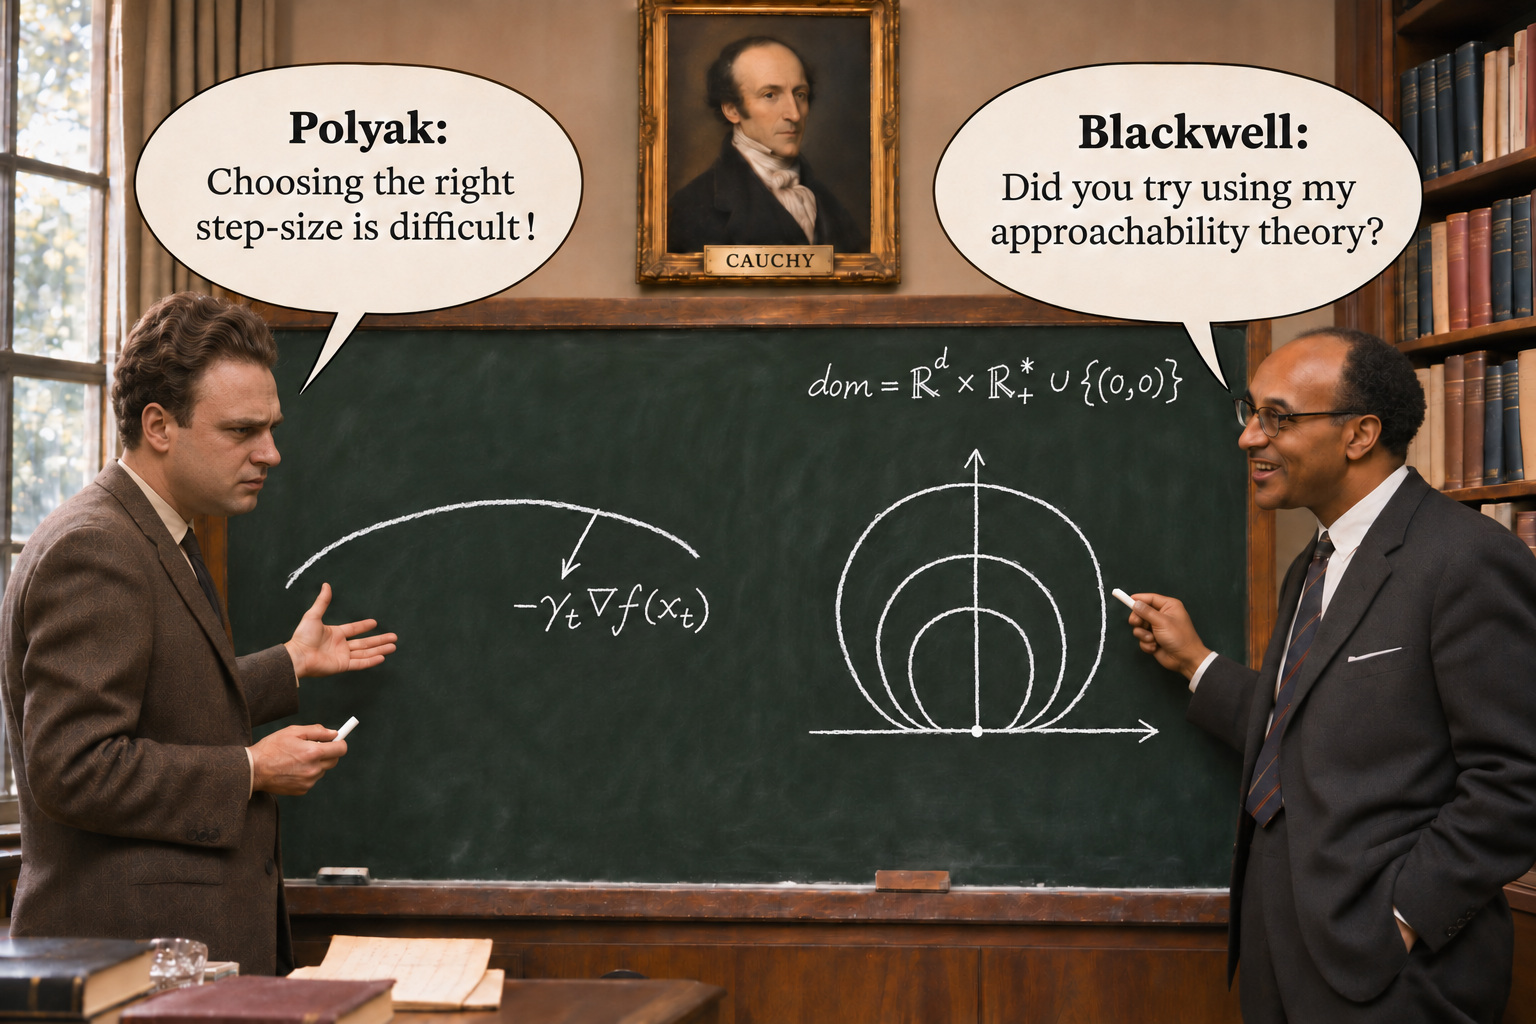 Polyak:
Choosing the right
step-size is difficult!
CAUCHY
Blackwell:
Did you try using my
approachability theory?
dom = ℝ^d × ℝ_+^* ∪ {(0,0)}
-γ_t ∇f(x_t)